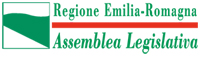 Regione Emilia-Romagna
Assemblea Legislativa